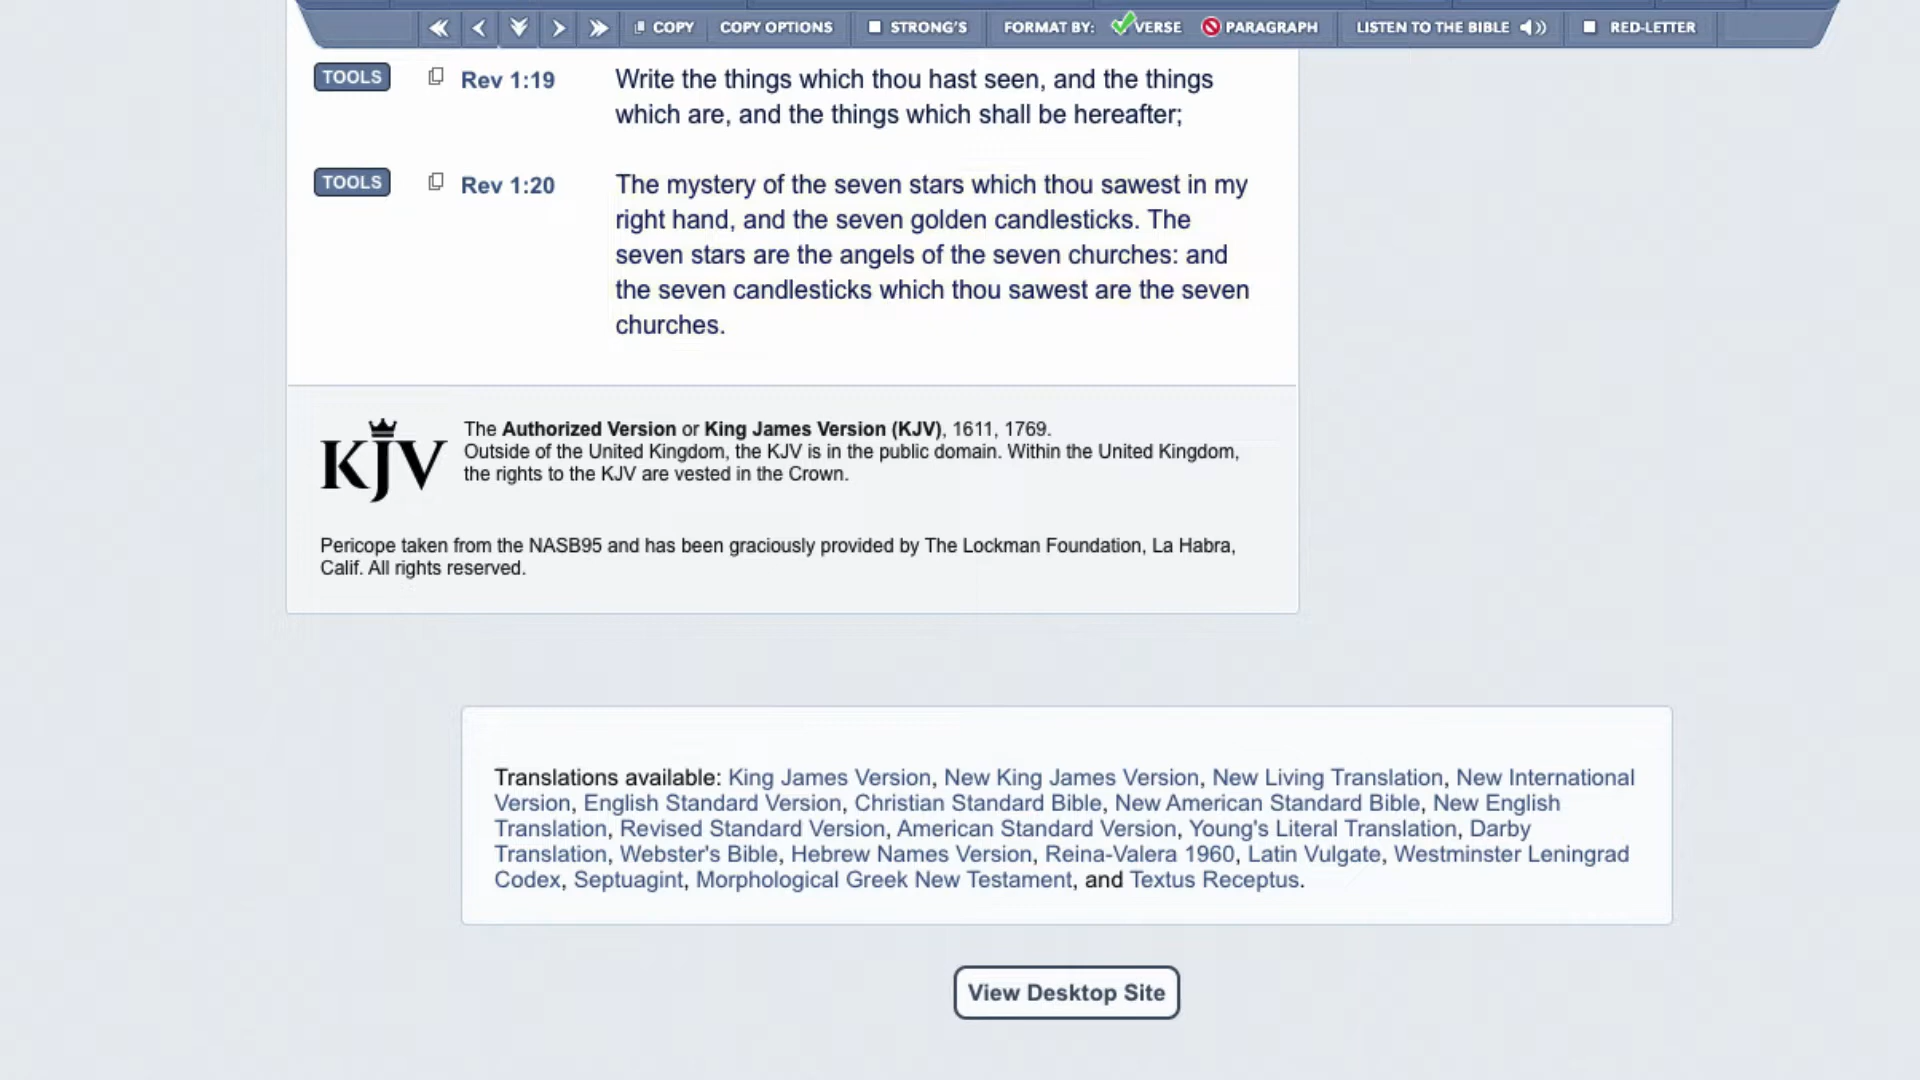 COPY COPY OPTIONS STRONG'S FORMAT BY: VERSE PARAGRAPH LISTEN TO THE BIBLE RED-LETTER
TOOLS Rev 1:19 Write the things which thou hast seen, and the things
which are, and the things which shall be hereafter;
TOOLS Rev 1:20 The mystery of the seven stars which thou sawest in my
right hand, and the seven golden candlesticks. The
seven stars are the angels of the seven churches: and
the seven candlesticks which thou sawest are the seven
churches.
KJV
The Authorized Version or King James Version (KJV), 1611, 1769.
Outside of the United Kingdom, the KJV is in the public domain. Within the United Kingdom,
the rights to the KJV are vested in the Crown.
Pericope taken from the NASB95 and has been graciously provided by The Lockman Foundation, La Habra,
Calif. All rights reserved.
Translations available: King James Version, New King James Version, New Living Translation, New International
Version, English Standard Version, Christian Standard Bible, New American Standard Bible, New English
Translation, Revised Standard Version, American Standard Version, Young's Literal Translation, Darby
Translation, Webster's Bible, Hebrew Names Version, Reina-Valera 1960, Latin Vulgate, Westminster Leningrad
Codex, Septuagint, Morphological Greek New Testament, and Textus Receptus.
View Desktop Site